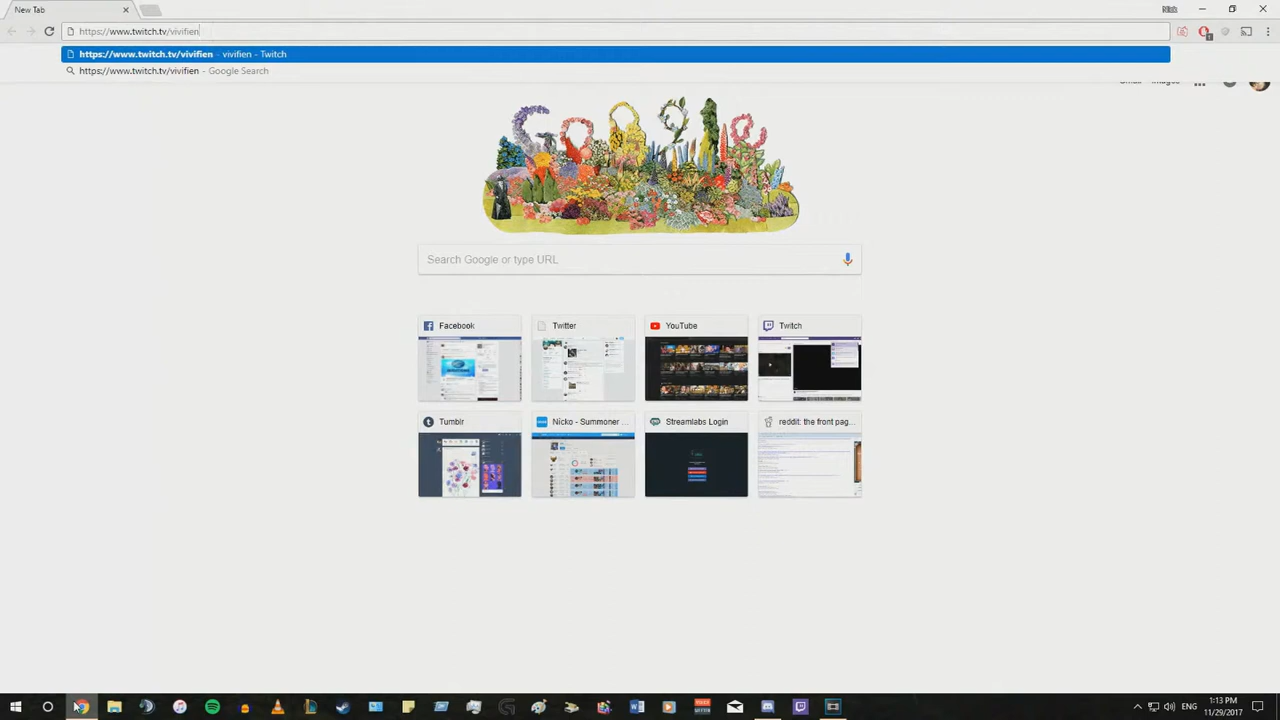 New Tab
https://www.twitch.tv/vivifien
https://www.twitch.tv/vivifien - vivifien - Twitch
https://www.twitch.tv/vivifien - Google Search
Google
Search Google or type URL
Facebook
Twitter
YouTube
Twitch
Tumblr
Nicko - Summoner ...
Streamlabs Login
reddit: the front pag...
ENG
1:13 PM
11/29/2017